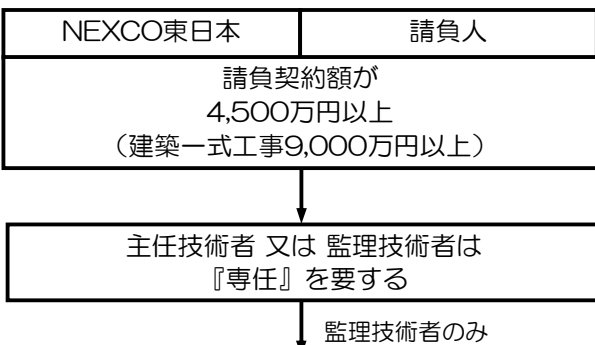 NEXCO東日本 請負人
請負契約額が
4,500万円以上
（建築一式工事9,000万円以上）
主任技術者 又は 監理技術者は
『専任』を要する
監理技術者のみ